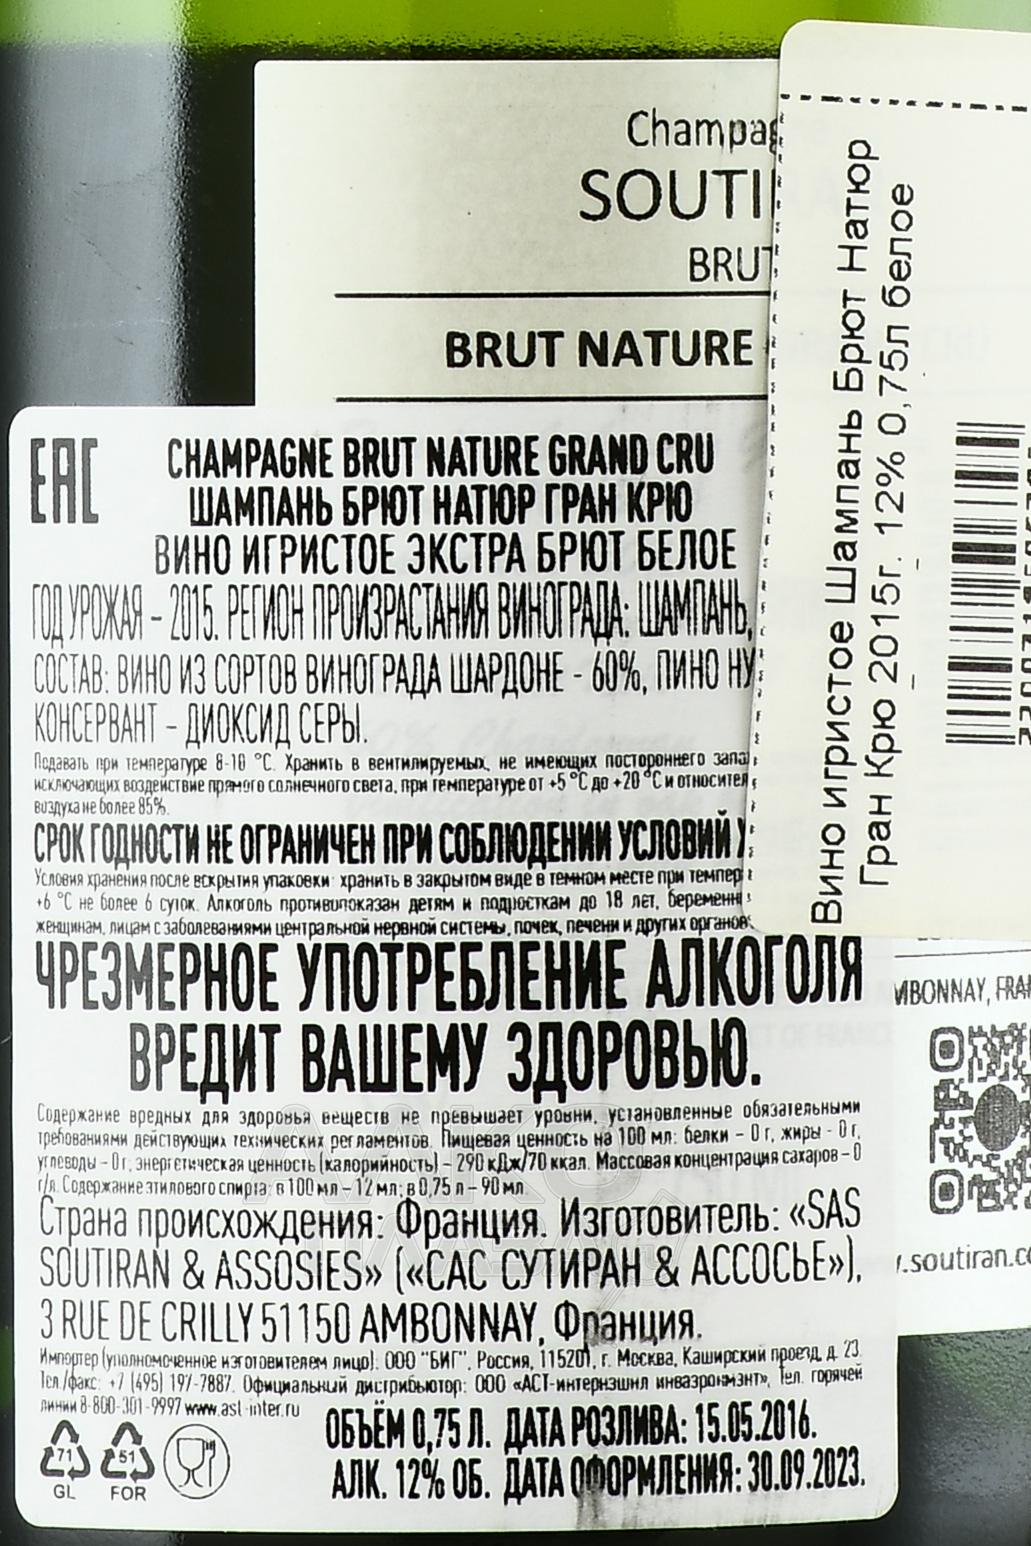 SOUTI
BRUT NATURE
Вино игристое Шампань Брют Натюр
Гран Крю 2015г. 12% 0,75л белое
EAC
CHAMPAGNE BRUT NATURE GRAND CRU
ШАМПАНЬ БРЮТ НАТЮР ГРАН КРЮ
ВИНО ИГРИСТОЕ ЭКСТРА БРЮТ БЕЛОЕ
ГОД УРОЖАЯ – 2015. РЕГИОН ПРОИЗРАСТАНИЯ ВИНОГРАДА: ШАМПАНЬ,
СОСТАВ: ВИНО ИЗ СОРТОВ ВИНОГРАДА ШАРДОНЕ - 60%, ПИНО НУ
КОНСЕРВАНТ – ДИОКСИД СЕРЫ.
Подавать при температуре 8-10 °С. Хранить в вентилируемых, не имеющих постороннего запа
исключающих воздействие прямого солнечного света, при температуре от +5 °С до +20 °С и относител
воздуха не более 85%.
СРОК ГОДНОСТИ НЕ ОГРАНИЧЕН ПРИ СОБЛЮДЕНИИ УСЛОВИЙ
Условия хранения после вскрытия упаковки: хранить в закрытом виде в темном месте при темпер
+6 °С не более 6 суток. Алкоголь противопоказан детям и подросткам до 18 лет, беременн
женщинам, лицам с заболеваниями центральной нервной системы, почек, печени и других органов
ЧРЕЗМЕРНОЕ УПОТРЕБЛЕНИЕ АЛКОГОЛЯ
ВРЕДИТ ВАШЕМУ ЗДОРОВЬЮ.
MBONNAY, FRA
Содержание вредных для здоровья веществ не превышает уровни, установленные обязательными
требованиями действующих технических регламентов. Пищевая ценность на 100 мл: белки – 0 г, жиры - 0 г,
углеводы – 0 г; энергетическая ценность (калорийность) – 290 кДж/70 ккал. Массовая концентрация сахаров – 0
г/л. Содержание этилового спирта: в 100 мл – 12 мл; в 0,75 л – 90 мл.
Страна происхождения: Франция. Изготовитель: «SAS
SOUTIRAN & ASSOSIES» («САС СУТИРАН & АССОСЬЕ»),
3 RUE DE CRILLY 51150 AMBONNAY, Франция.
.soutiran.co
Импортер (уполномоченное изготовителем лицо): ООО "БИГ", Россия, 115201, г. Москва, Каширский проезд, д. 23.
Тел./факс: +7 (495) 197-7887. Официальный дистрибьютор: ООО «АСТ-интернэшнл инваэронмэнт», Тел. горячей
линии 8-800-301-9997 www.ast-inter.ru
ОБЪЁМ 0,75 Л. ДАТА РОЗЛИВА: 15.05.2016.
АЛК. 12% ОБ. ДАТА ОФОРМЛЕНИЯ: 30.09.2023.
71 51
GL FOR